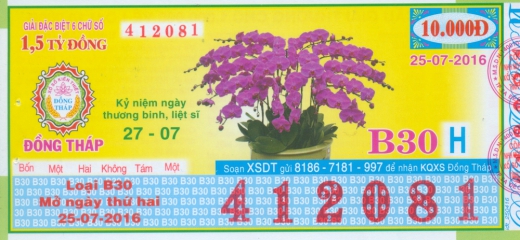 GIẢI ĐẶC BIỆT 6 CHỮ SỐ
412081
10.000Đ
1,5 TỶ ĐỒNG
25-07-2016
ĐỒNG THÁP
Kỷ niệm ngày
thương binh, liệt sĩ
27 - 07
ĐỒNG THÁP
B30 H
Bốn Một Hai Không Tám Một
Soạn XSDT gửi 8186 - 7181 - 997 để nhận KQXS Đồng Tháp
Loại B30
Mở ngày thứ hai
25-07-2016
412081